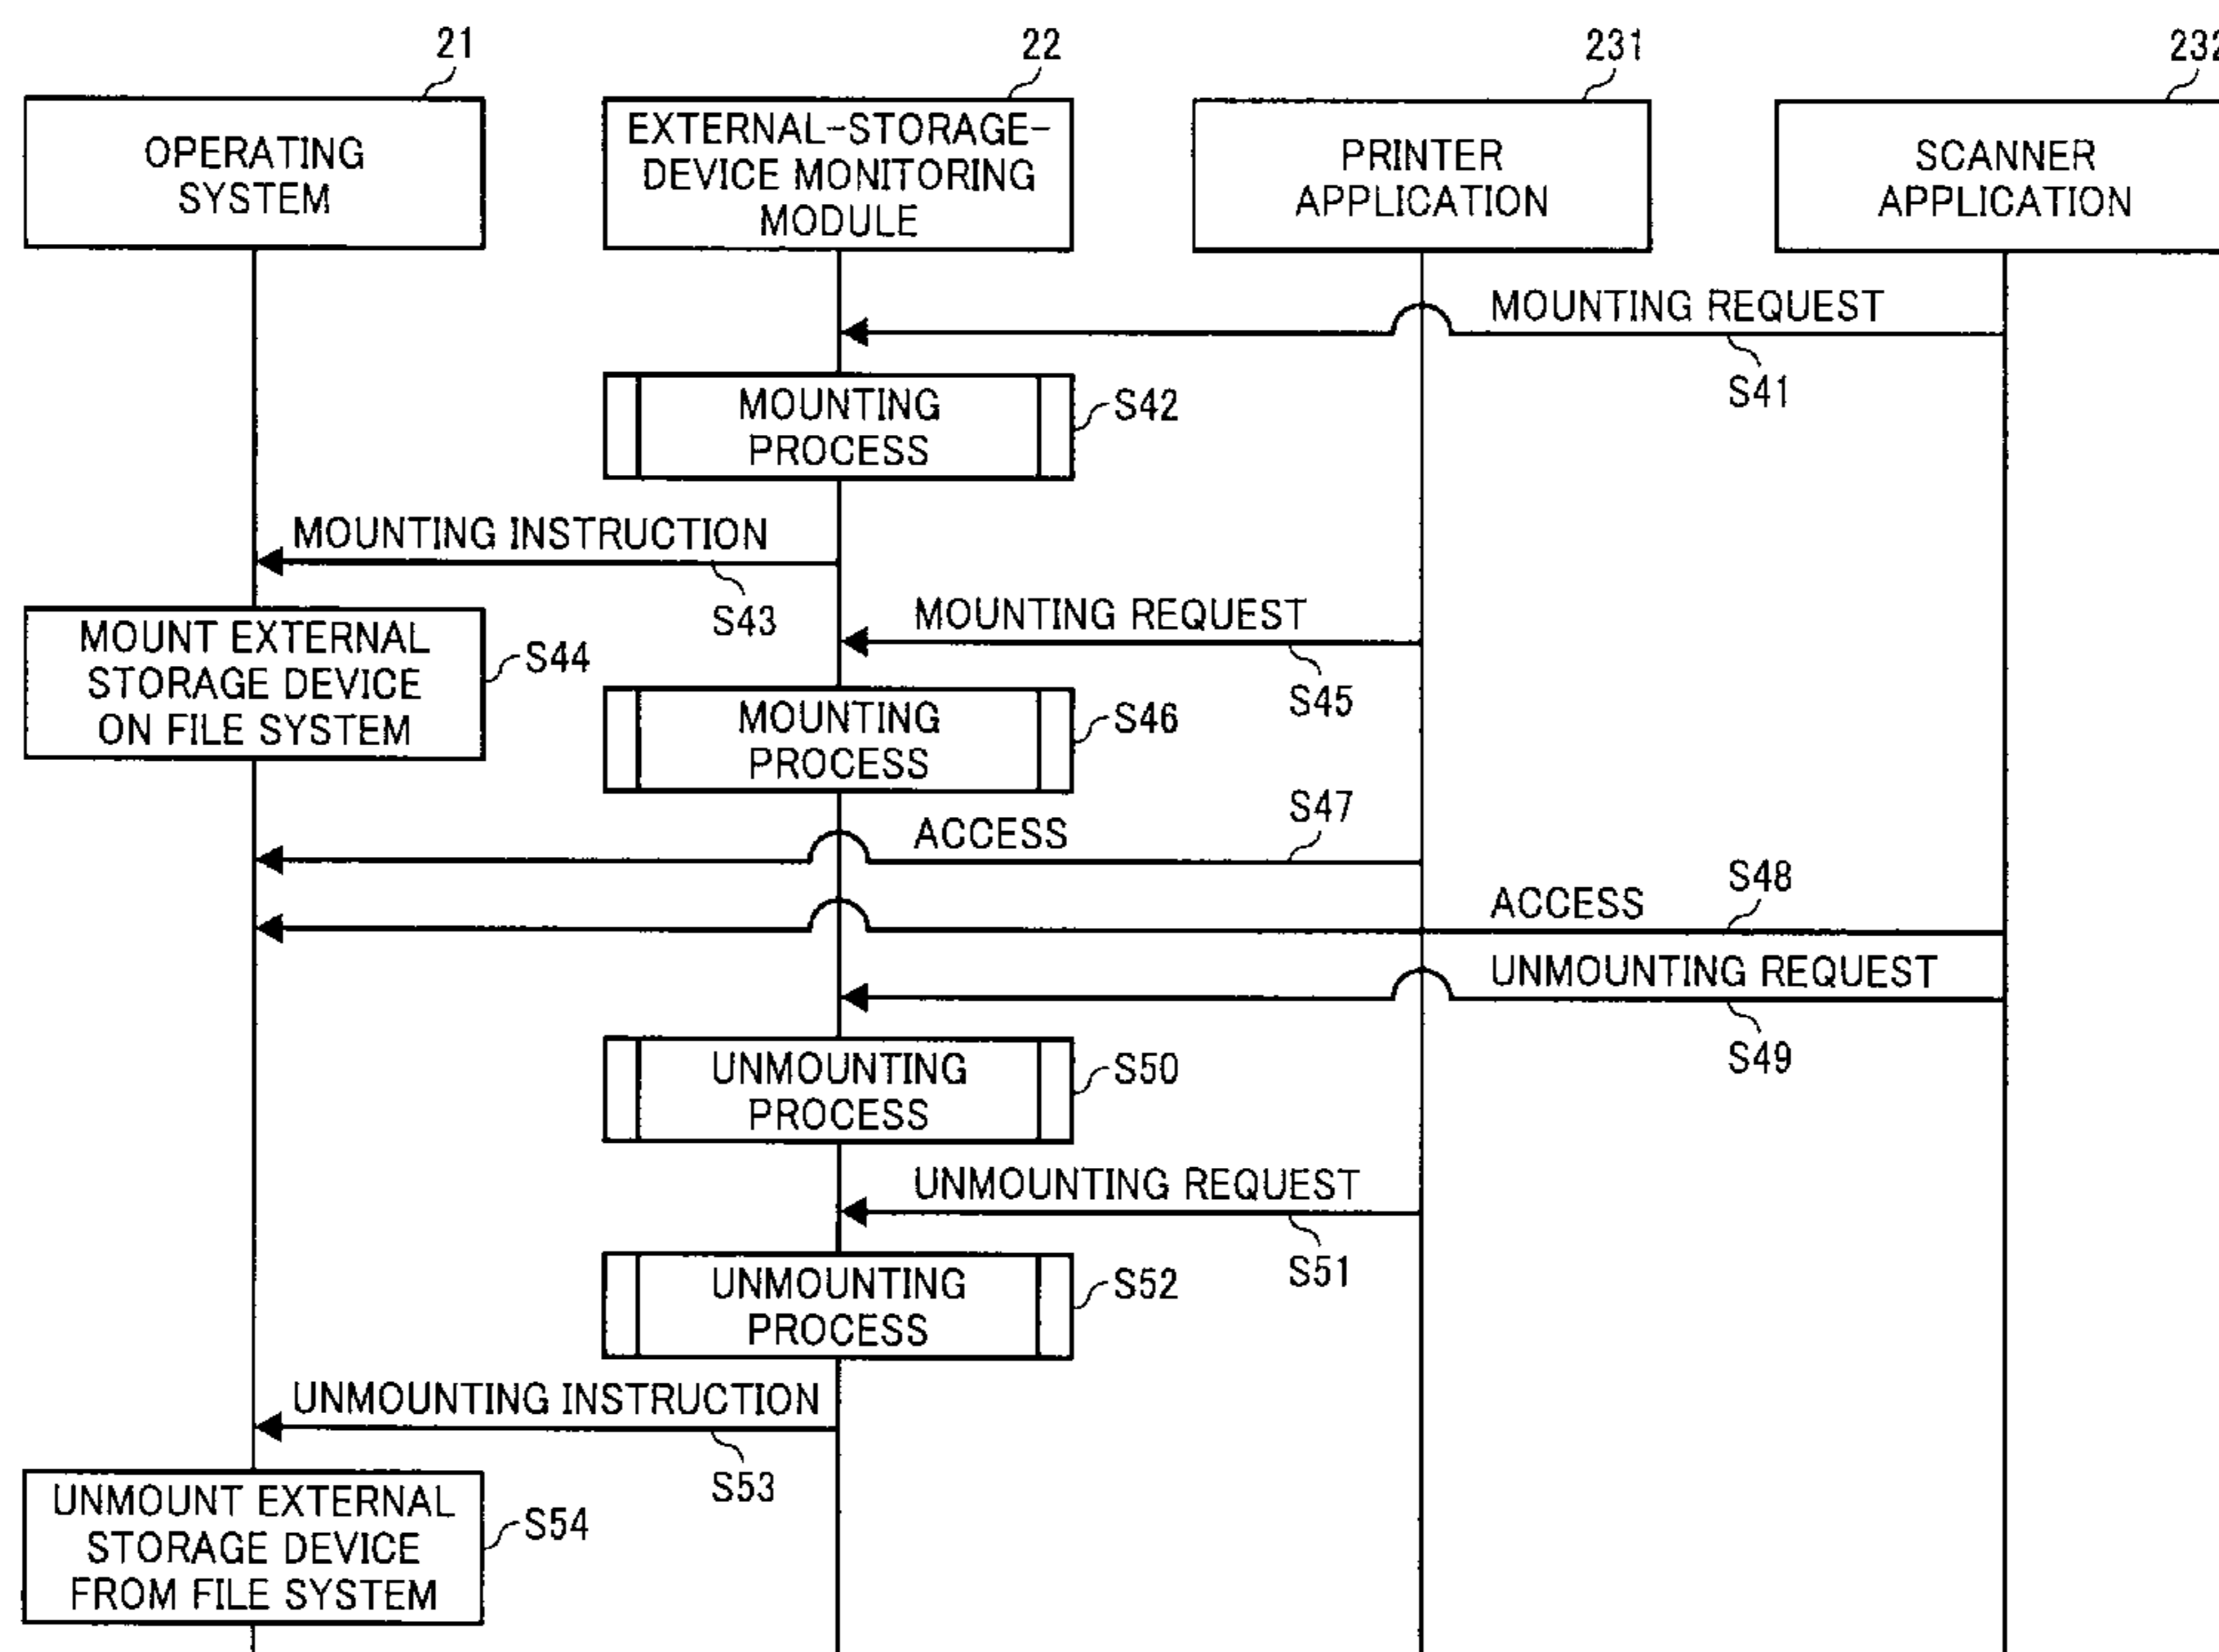 21
22
231
232
OPERATING
SYSTEM
EXTERNAL-STORAGE-
DEVICE MONITORING
MODULE
PRINTER
APPLICATION
SCANNER
APPLICATION
MOUNTING REQUEST
S41
MOUNTING
PROCESS
S42
MOUNTING INSTRUCTION
S43
MOUNT EXTERNAL
STORAGE DEVICE
ON FILE SYSTEM
S44
MOUNTING REQUEST
S45
MOUNTING
PROCESS
S46
ACCESS
S47
ACCESS
S48
UNMOUNTING REQUEST
S49
UNMOUNTING
PROCESS
S50
UNMOUNTING REQUEST
S51
UNMOUNTING
PROCESS
S52
UNMOUNTING INSTRUCTION
S53
UNMOUNT EXTERNAL
STORAGE DEVICE
FROM FILE SYSTEM
S54